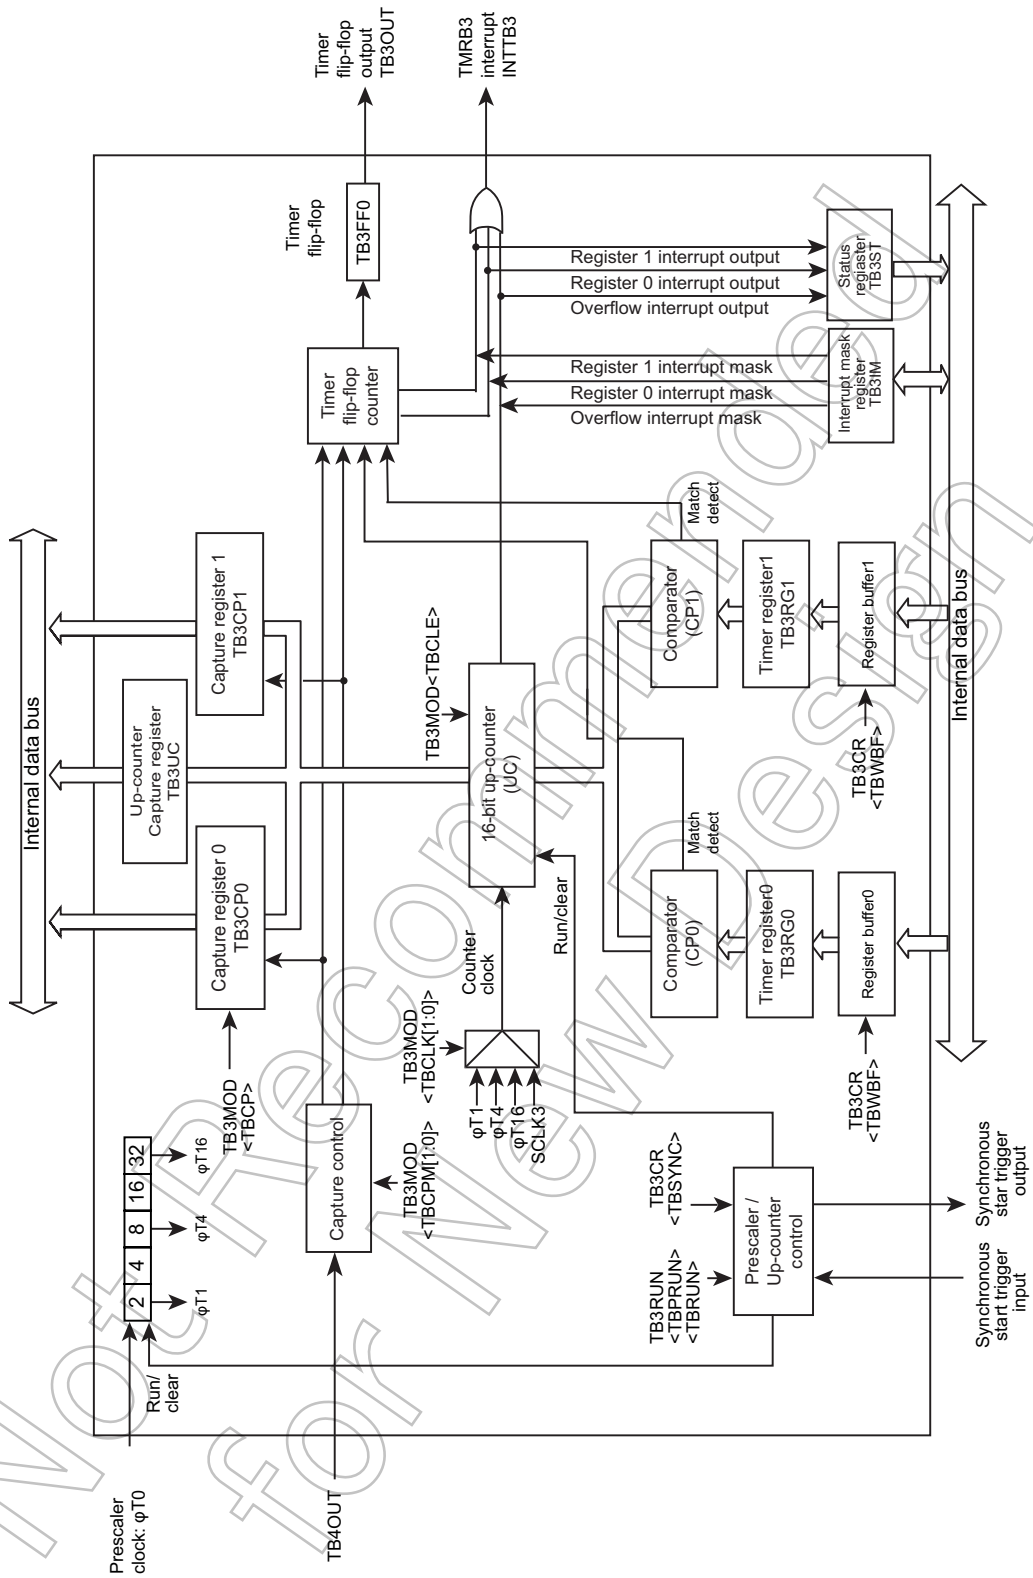 Internal data bus
Prescaler
clock: φT0
Run/
clear
2
4
8
16
32
φT1
φT4
φT16
TB3MOD
<TBCP>
Capture register 0
TB3CP0
Up-counter
Capture register
TB3UC
Capture register 1
TB3CP1
TB4OUT
Capture control
TB3MOD
<TBCPM[1:0]>
TB3MOD
<TBCLK[1:0]>
φT1
φT4
φT16
SCLK3
Counter
clock
TB3MOD<TBCLE>
16-bit up-counter
(UC)
Run/clear
Timer
flip-flop
counter
Timer
flip-flop
TB3FF0
Timer
flip-flop
output
TB3OUT
TMRB3
interrupt
INTTB3
TB3RUN
<TBPRUN>
<TBRUN>
TB3CR
<TBSYNC>
Prescaler /
Up-counter
control
Synchronous
start trigger
input
Synchronous
star trigger
output
Comparator
(CP0)
Match
detect
Timer register0
TB3RG0
Register buffer0
TB3CR
<TBWBF>
Comparator
(CP1)
Match
detect
Timer register1
TB3RG1
Register buffer1
TB3CR
<TBWBF>
Register 1 interrupt output
Register 0 interrupt output
Overflow interrupt output
Register 1 interrupt mask
Register 0 interrupt mask
Overflow interrupt mask
Interrupt mask
register
TB3IM
Status
regiaster
TB3ST
Internal data bus
Not Recommended
for New Design